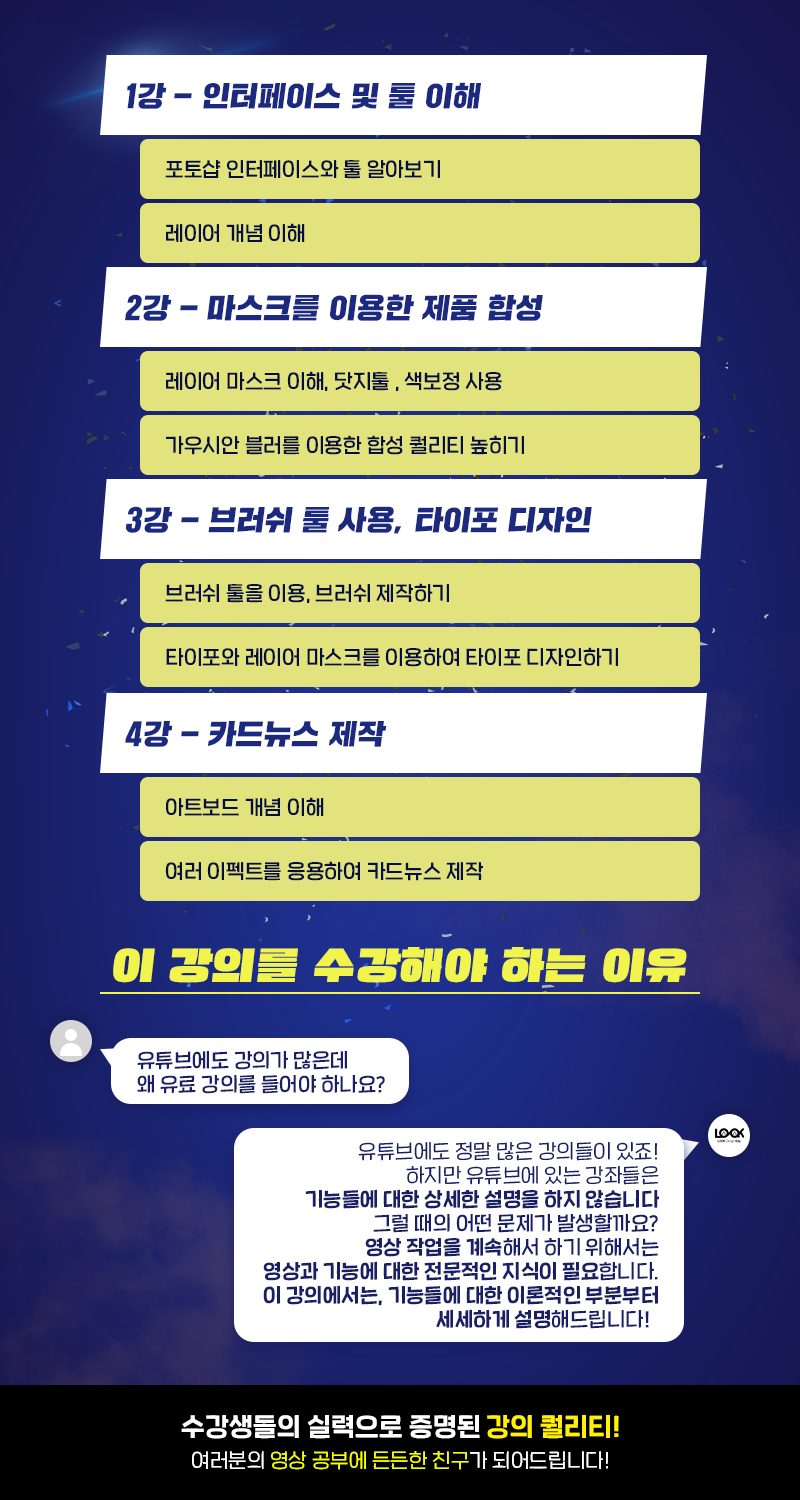 1강 – 인터페이스 및 툴 이해
포토샵 인터페이스와 툴 알아보기
레이어 개념 이해
2강 – 마스크를 이용한 제품 합성
레이어 마스크 이해, 닷지툴 , 색보정 사용
가우시안 블러를 이용한 합성 퀄리티 높히기
3강 – 브러쉬 툴 사용, 타이포 디자인
브러쉬 툴을 이용, 브러쉬 제작하기
타이포와 레이어 마스크를 이용하여 타이포 디자인하기
4강 – 카드뉴스 제작
아트보드 개념 이해
여러 이펙트를 응용하여 카드뉴스 제작
이 강의를 수강해야 하는 이유
유튜브에도 강의가 많은데
왜 유료 강의를 들어야 하나요?
LOOK
유튜브에도 정말 많은 강의들이 있죠!
하지만 유튜브에 있는 강좌들은
기능들에 대한 상세한 설명을 하지 않습니다
그럴 때의 어떤 문제가 발생할까요?
영상 작업을 계속해서 하기 위해서는
영상과 기능에 대한 전문적인 지식이 필요합니다.
이 강의에서는, 기능들에 대한 이론적인 부분부터
세세하게 설명해드립니다!
수강생들의 실력으로 증명된 강의 퀄리티!
여러분의 영상 공부에 든든한 친구가 되어드립니다!